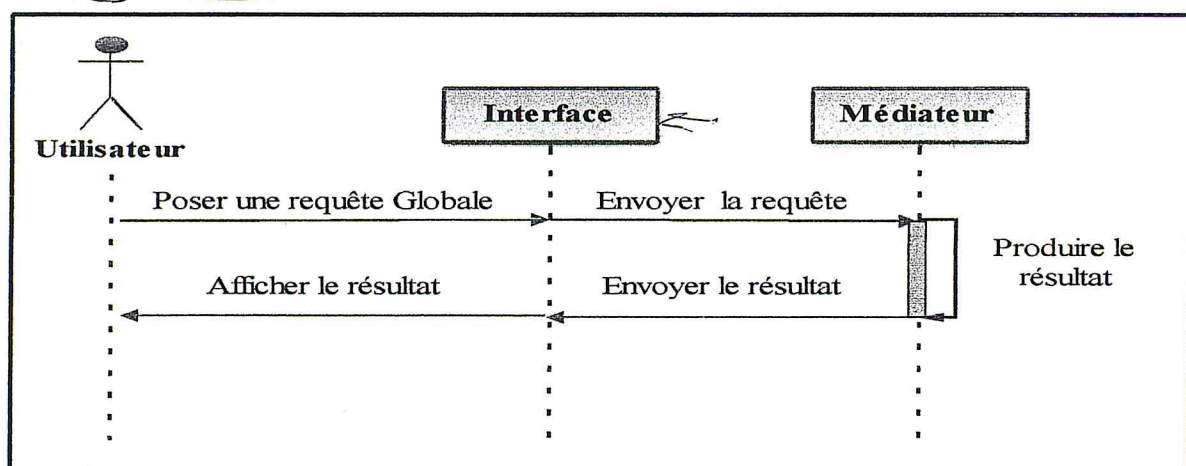 Utilisateur
Interface
Médiateur
Poser une requête Globale
Envoyer la requête
Produire le
résultat
Afficher le résultat
Envoyer le résultat